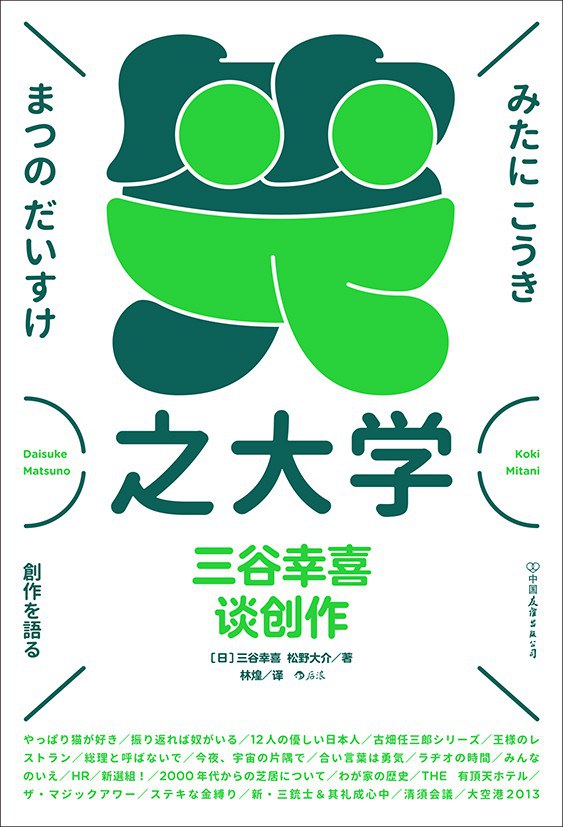 みたに こうき
まつの だいすけ
笑
之大学
Daisuke
Matsuno
Koki
Mitani
三谷幸喜
谈创作
創作を語る
［日］三谷幸喜 松野大介／著
林煌／译 后浪
中国友谊出版公司
やっぱり猫が好き／振り返れば奴がいる／12人の優しい日本人／古畑任三郎シリーズ／王様のレ
ストラン／総理と呼ばないで／今夜、宇宙の片隅で／合い言葉は勇気／ラヂオの時間／みんな
のいえ／HR／新選組！／2000年代からの芝居について／わが家の歴史／THE 有頂天ホテル／
ザ・マジックアワー／ステキな金縛り／新・三銃士＆其礼成心中／清須会議／大空港2013